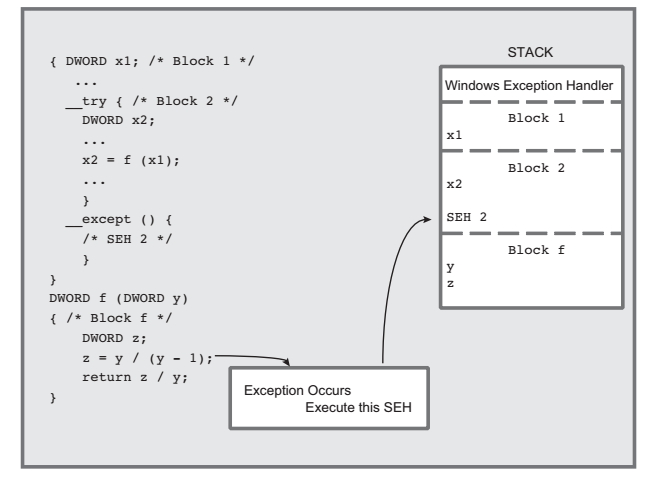 { DWORD x1; /* Block 1 */
...
__try { /* Block 2 */
DWORD x2;
...
x2 = f (x1);
...
}
__except () {
/* SEH 2 */
}
}
DWORD f (DWORD y)
{ /* Block f */
DWORD z;
z = y / (y - 1);
return z / y;
}
Exception Occurs
Execute this SEH
STACK
Windows Exception Handler
Block 1
x1
Block 2
x2
SEH 2
Block f
y
z